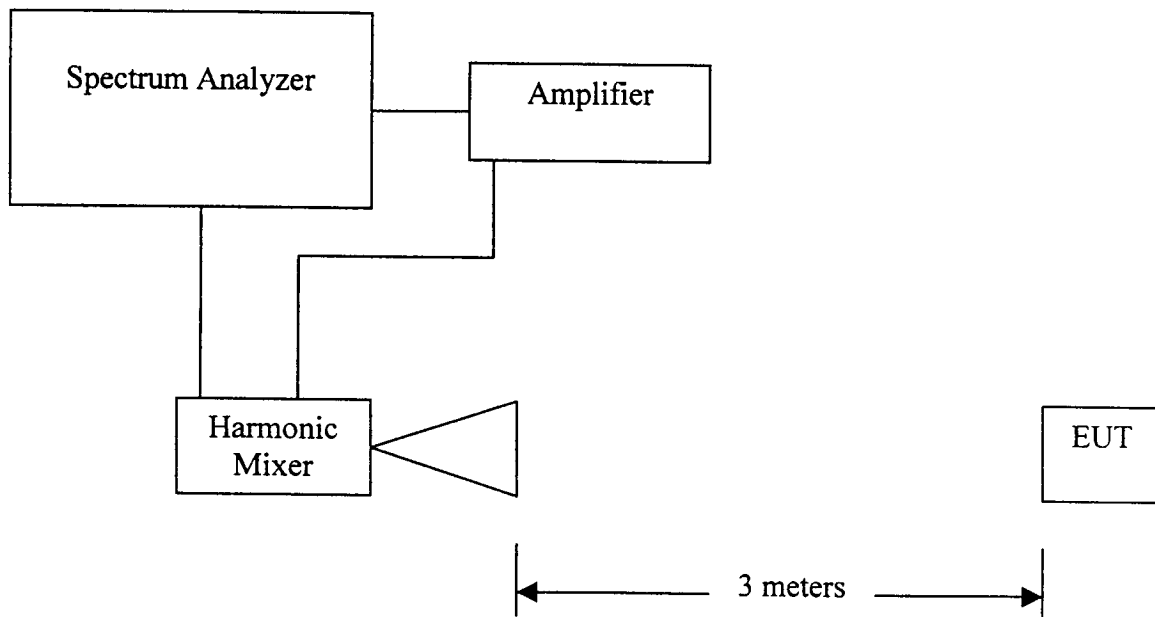 Spectrum Analyzer
Amplifier
Harmonic
Mixer
EUT
3 meters